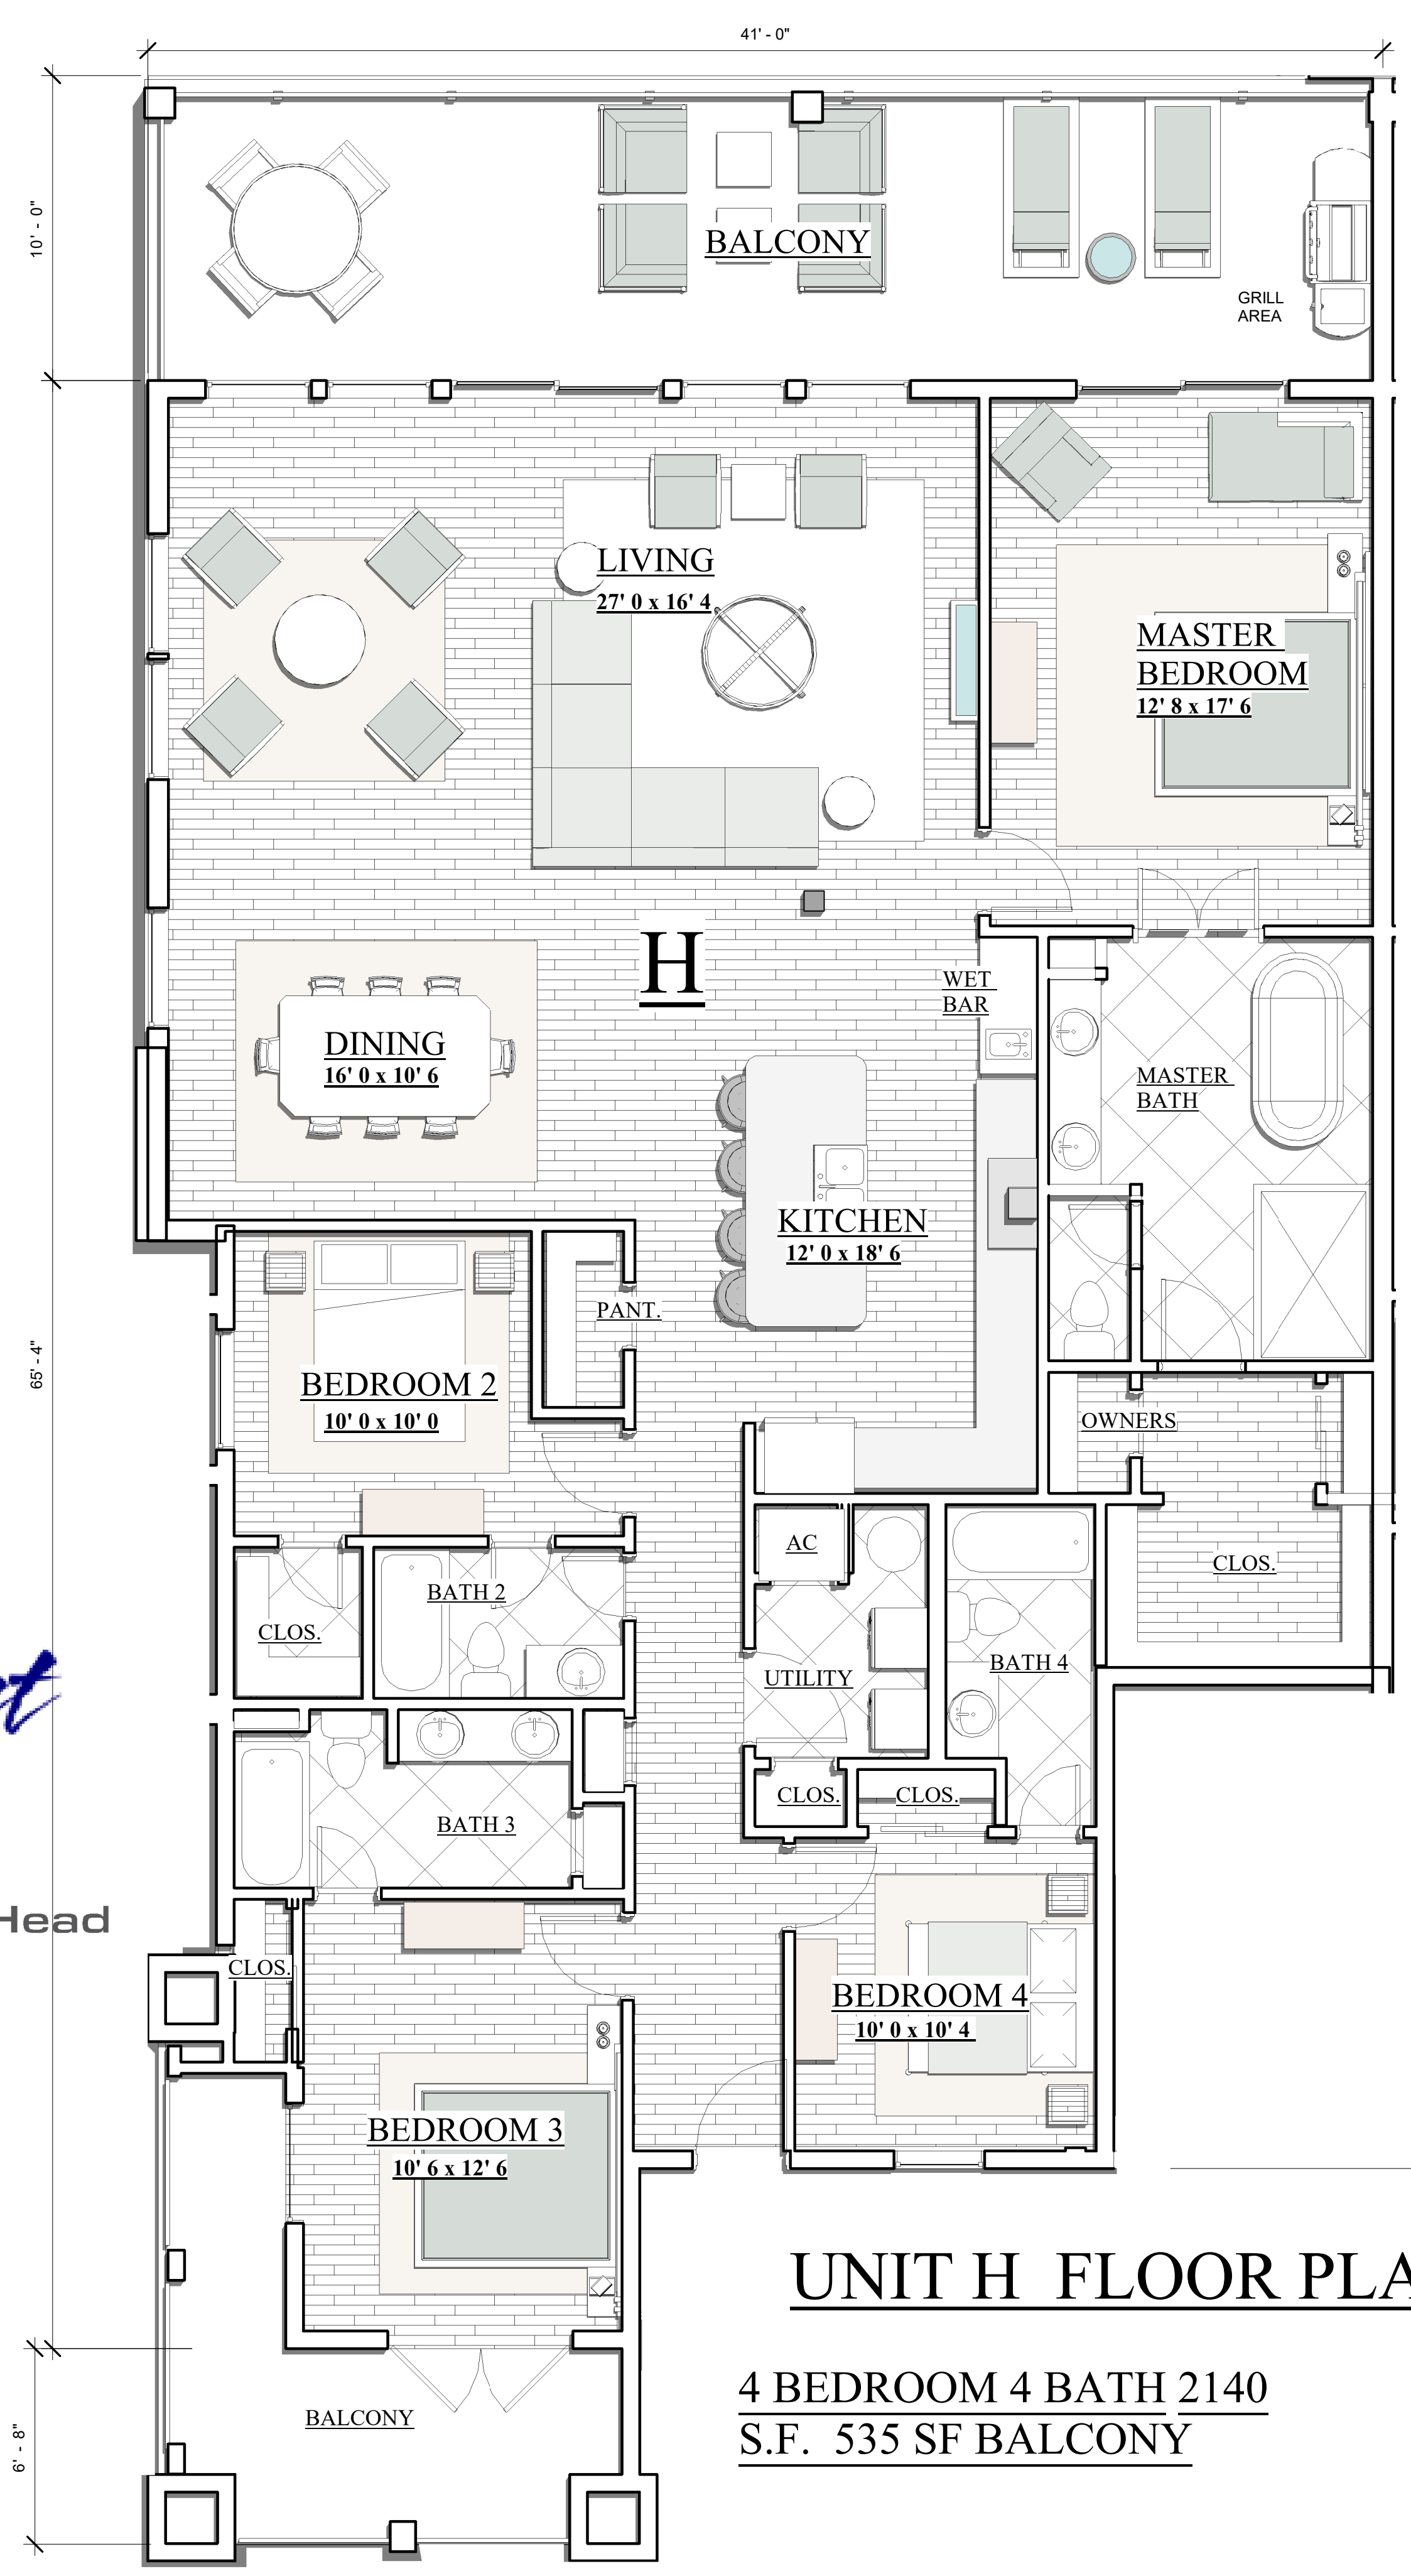 41' - 0"
10' - 0"
BALCONY
GRILL
AREA
LIVING
27' 0 x 16' 4
MASTER
BEDROOM
12' 8 x 17' 6
H
WET
BAR
DINING
16' 0 x 10' 6
MASTER
BATH
KITCHEN
12' 0 x 18' 6
PANT.
65' - 4"
BEDROOM 2
10' 0 x 10' 0
OWNERS
AC
CLOS.
BATH 2
CLOS.
UTILITY
BATH 4
CLOS.
CLOS.
BATH 3
Head
CLOS.
BEDROOM 4
10' 0 x 10' 4
BEDROOM 3
10' 6 x 12' 6
UNIT H FLOOR PLA
4 BEDROOM 4 BATH 2140
S.F. 535 SF BALCONY
BALCONY
6' - 8"